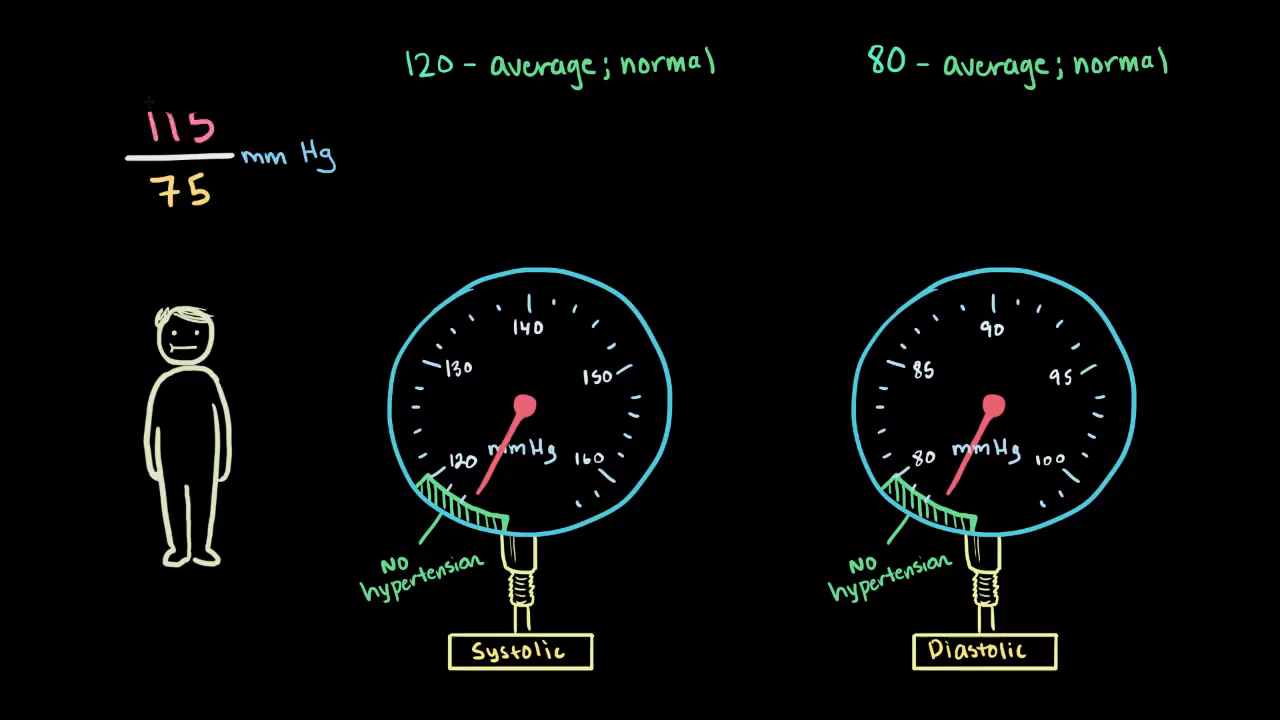 120 - average; normal
80 - average; normal
115
mm Hg
75
140
130
150
120
mmHg
160
90
85
95
80
mmHg
100
NO
hypertension
NO
hypertension
Systolic
Diastolic